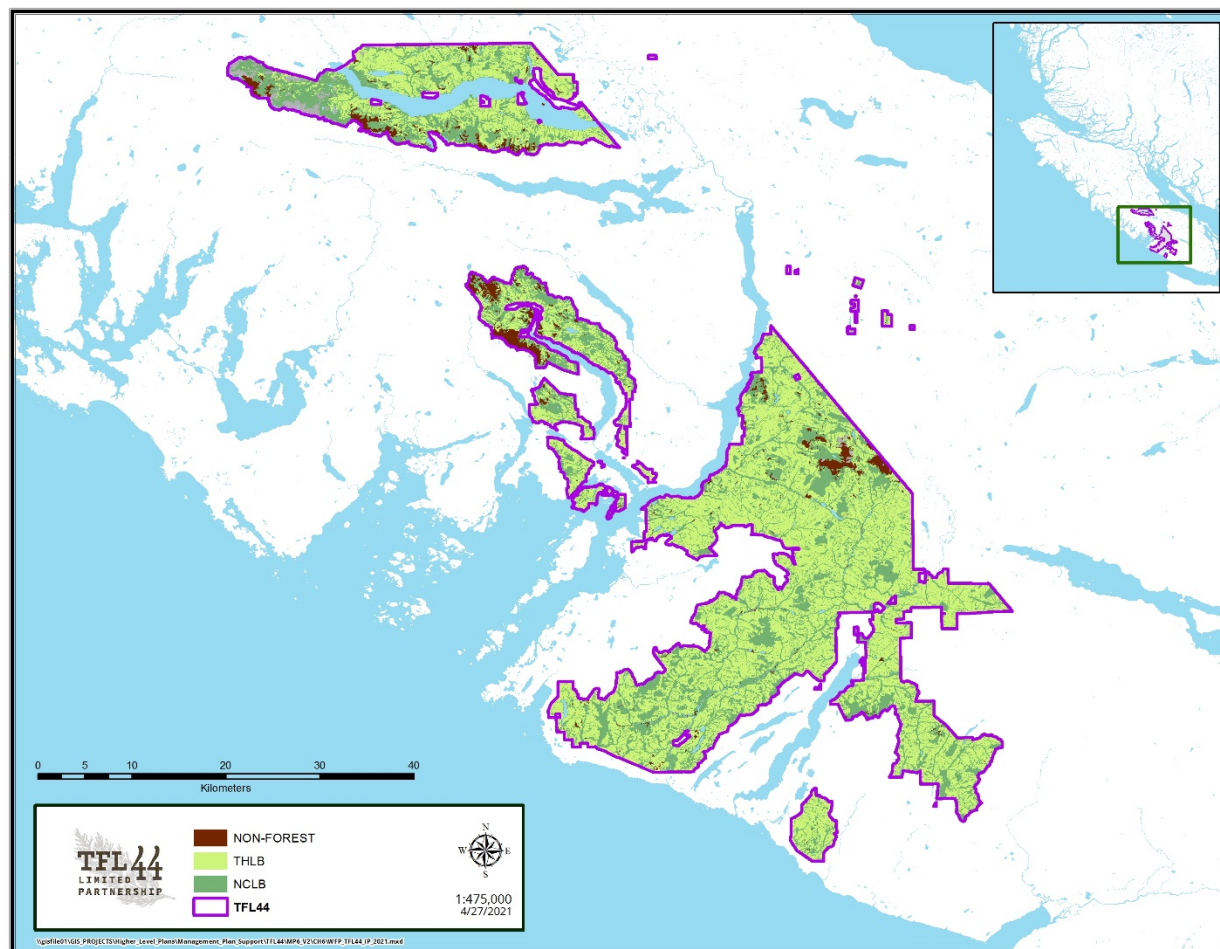 0 5 10 20 30 40
Kilometers
TFL44
LIMITED
PARTNERSHIP
NON-FOREST
THLB
NCLB
TFL44
N
W E
S
1:475,000
4/27/2021
\\gisfile01\GIS_PROJECTS\Higher_Level_Plans\Management_Plan_Support\TFL44\MP6_V2\CH6\WFP_TFL44_IP_2021.mxd